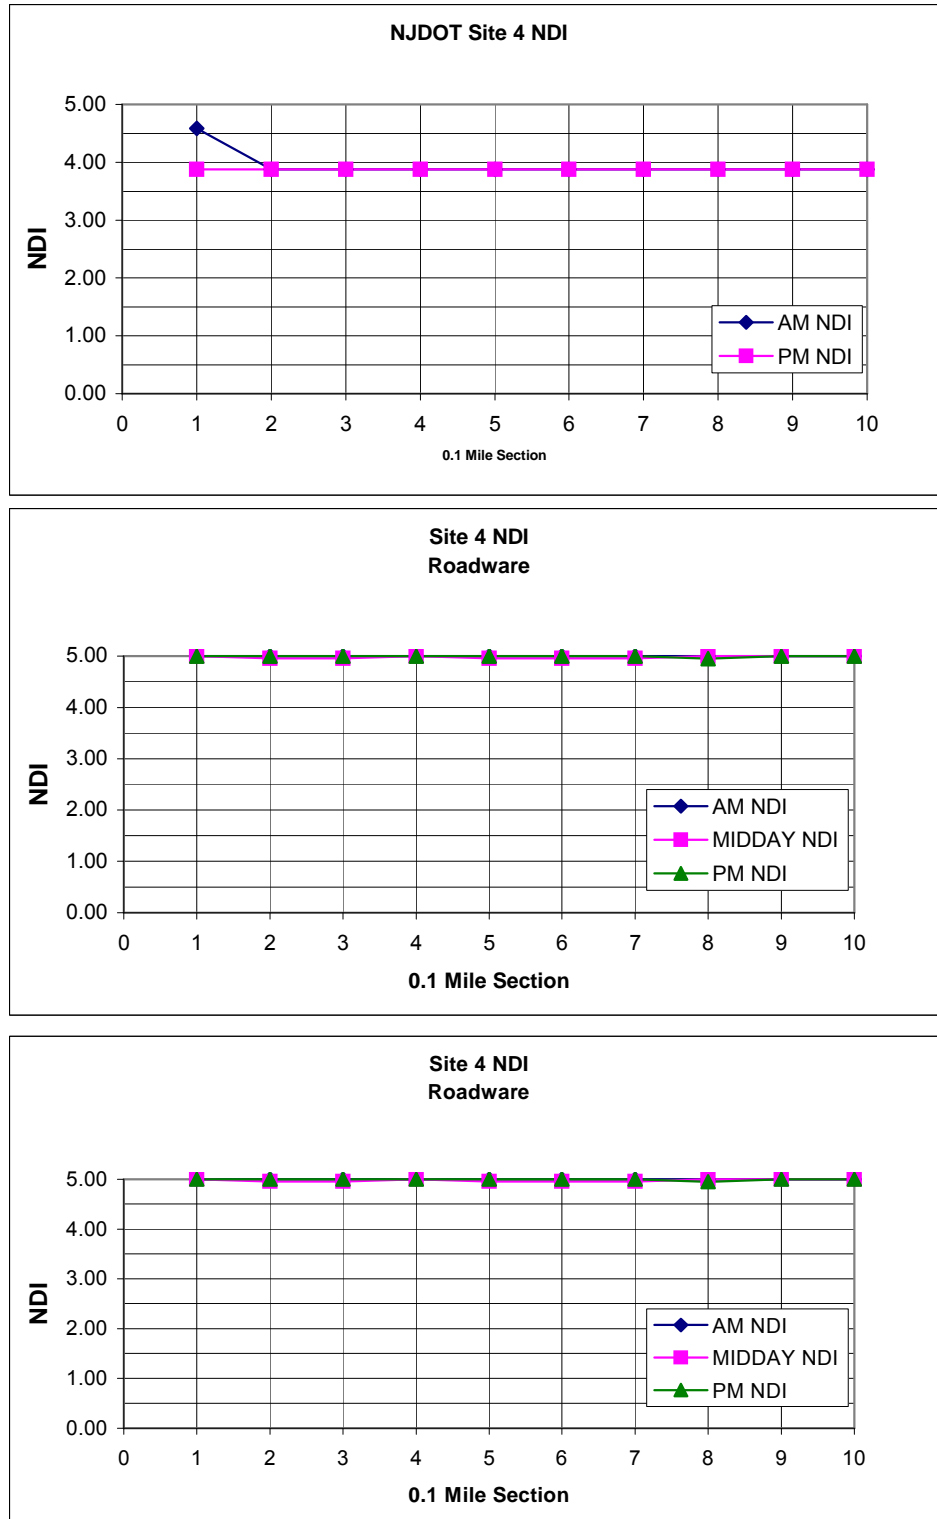 NJDOT Site 4 NDI
5.00
4.00
3.00
2.00
1.00
0.00
NDI
AM NDI
PM NDI
0 1 2 3 4 5 6 7 8 9 10
0.1 Mile Section
Site 4 NDI
Roadware
5.00
4.00
3.00
2.00
1.00
0.00
NDI
AM NDI
MIDDAY NDI
PM NDI
0 1 2 3 4 5 6 7 8 9 10
0.1 Mile Section
Site 4 NDI
Roadware
5.00
4.00
3.00
2.00
1.00
0.00
NDI
AM NDI
MIDDAY NDI
PM NDI
0 1 2 3 4 5 6 7 8 9 10
0.1 Mile Section